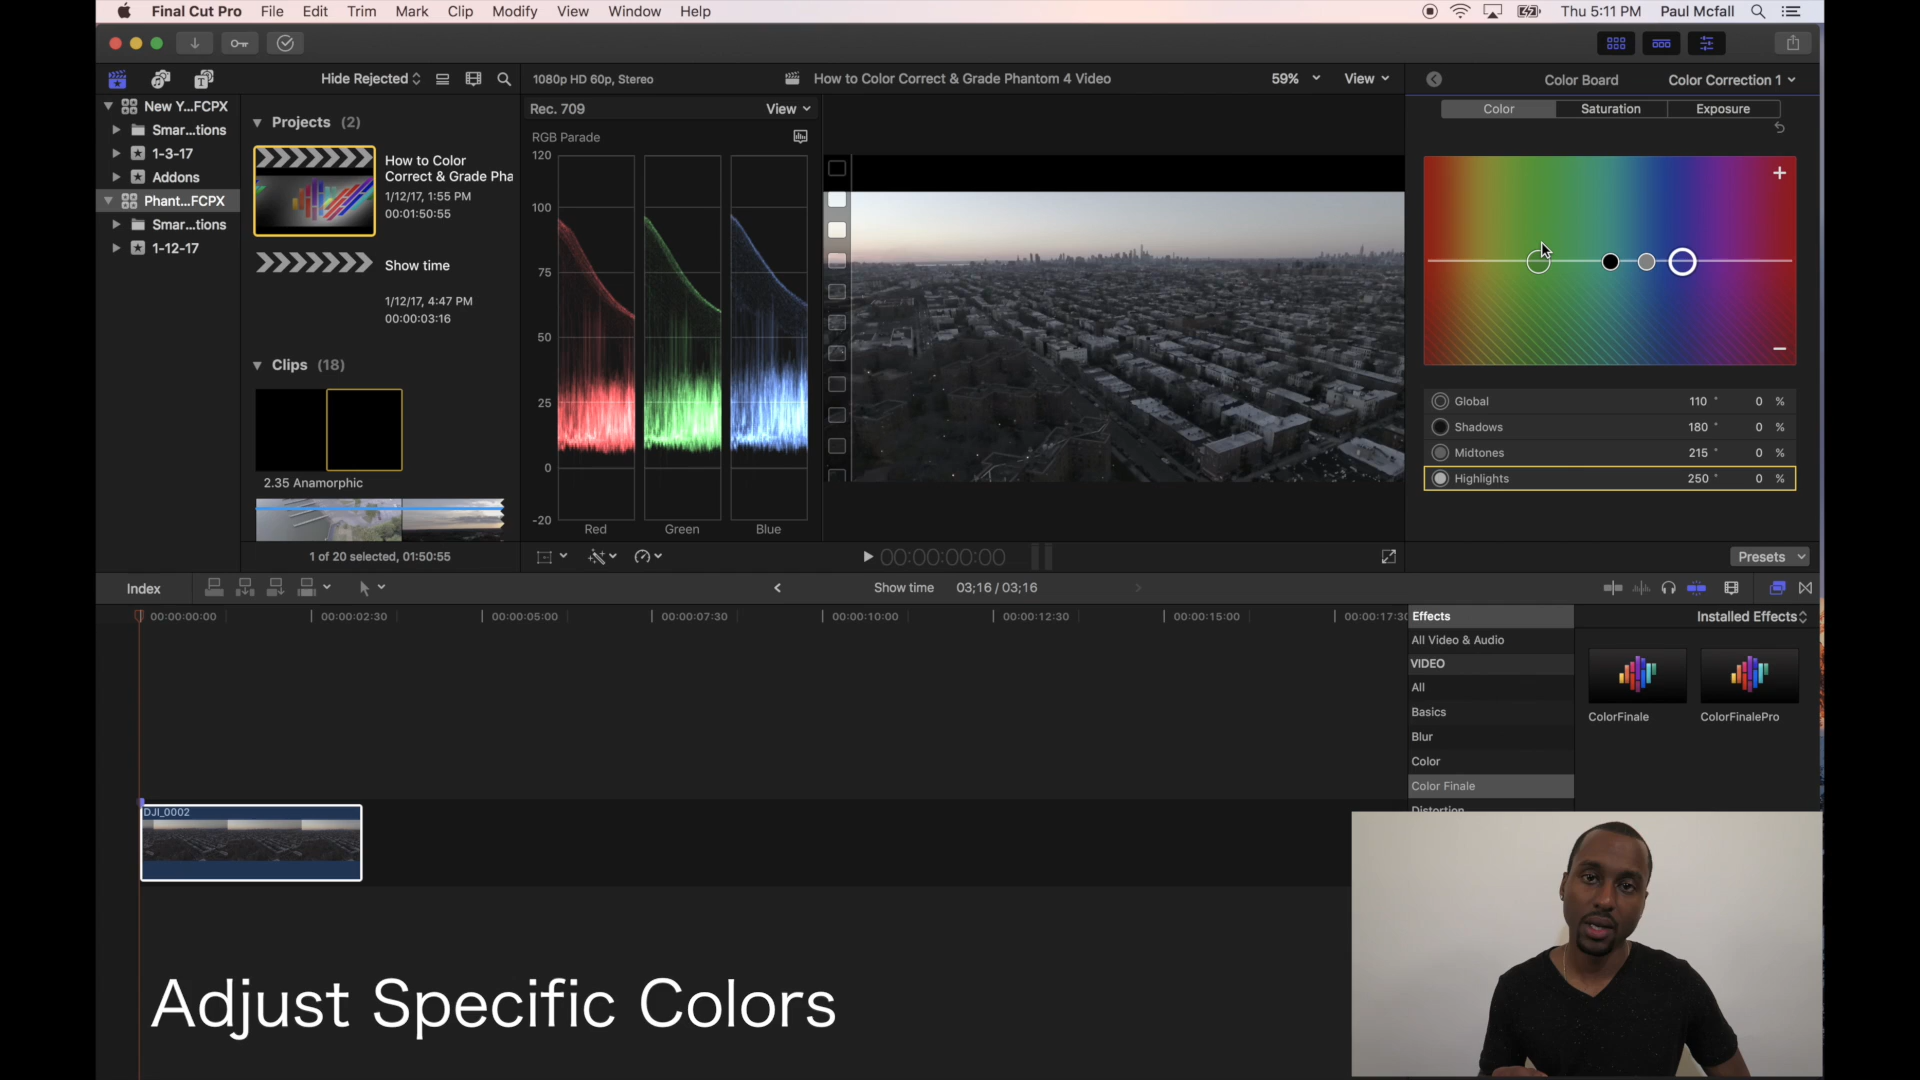 Final Cut Pro File Edit Trim Mark Clip Modify View Window Help
Thu 5:11 PM Paul Mcfall
Hide Rejected
1080p HD 60p, Stereo
How to Color Correct & Grade Phantom 4 Video
59% View
Color Board
Color Correction 1
New Y...FCPX
Smar...tions
1-3-17
Addons
Phant...FCPX
Smar...tions
1-12-17
Projects (2)
How to Color
Correct & Grade Pha
1/12/17, 1:55 PM
00:01:50:55
Show time
1/12/17, 4:47 PM
00:00:03:16
Clips (18)
2.35 Anamorphic
1 of 20 selected, 01:50:55
Rec. 709
View
RGB Parade
120
100
75
50
25
0
-20
Red Green Blue
00:00:00:00
Color Saturation Exposure
Global 110 ° 0 %
Shadows 180 ° 0 %
Midtones 215 ° 0 %
Highlights 250 ° 0 %
Presets
Index
Show time 03;16 / 03;16
00:00:00:00 00:00:02:30 00:00:05:00 00:00:07:30 00:00:10:00 00:00:12:30 00:00:15:00 00:00:17:30
Effects
Installed Effects
All Video & Audio
VIDEO
All
Basics
Blur
Color
Color Finale
Distortion
ColorFinale
ColorFinalePro
DJI_0002
Adjust Specific Colors